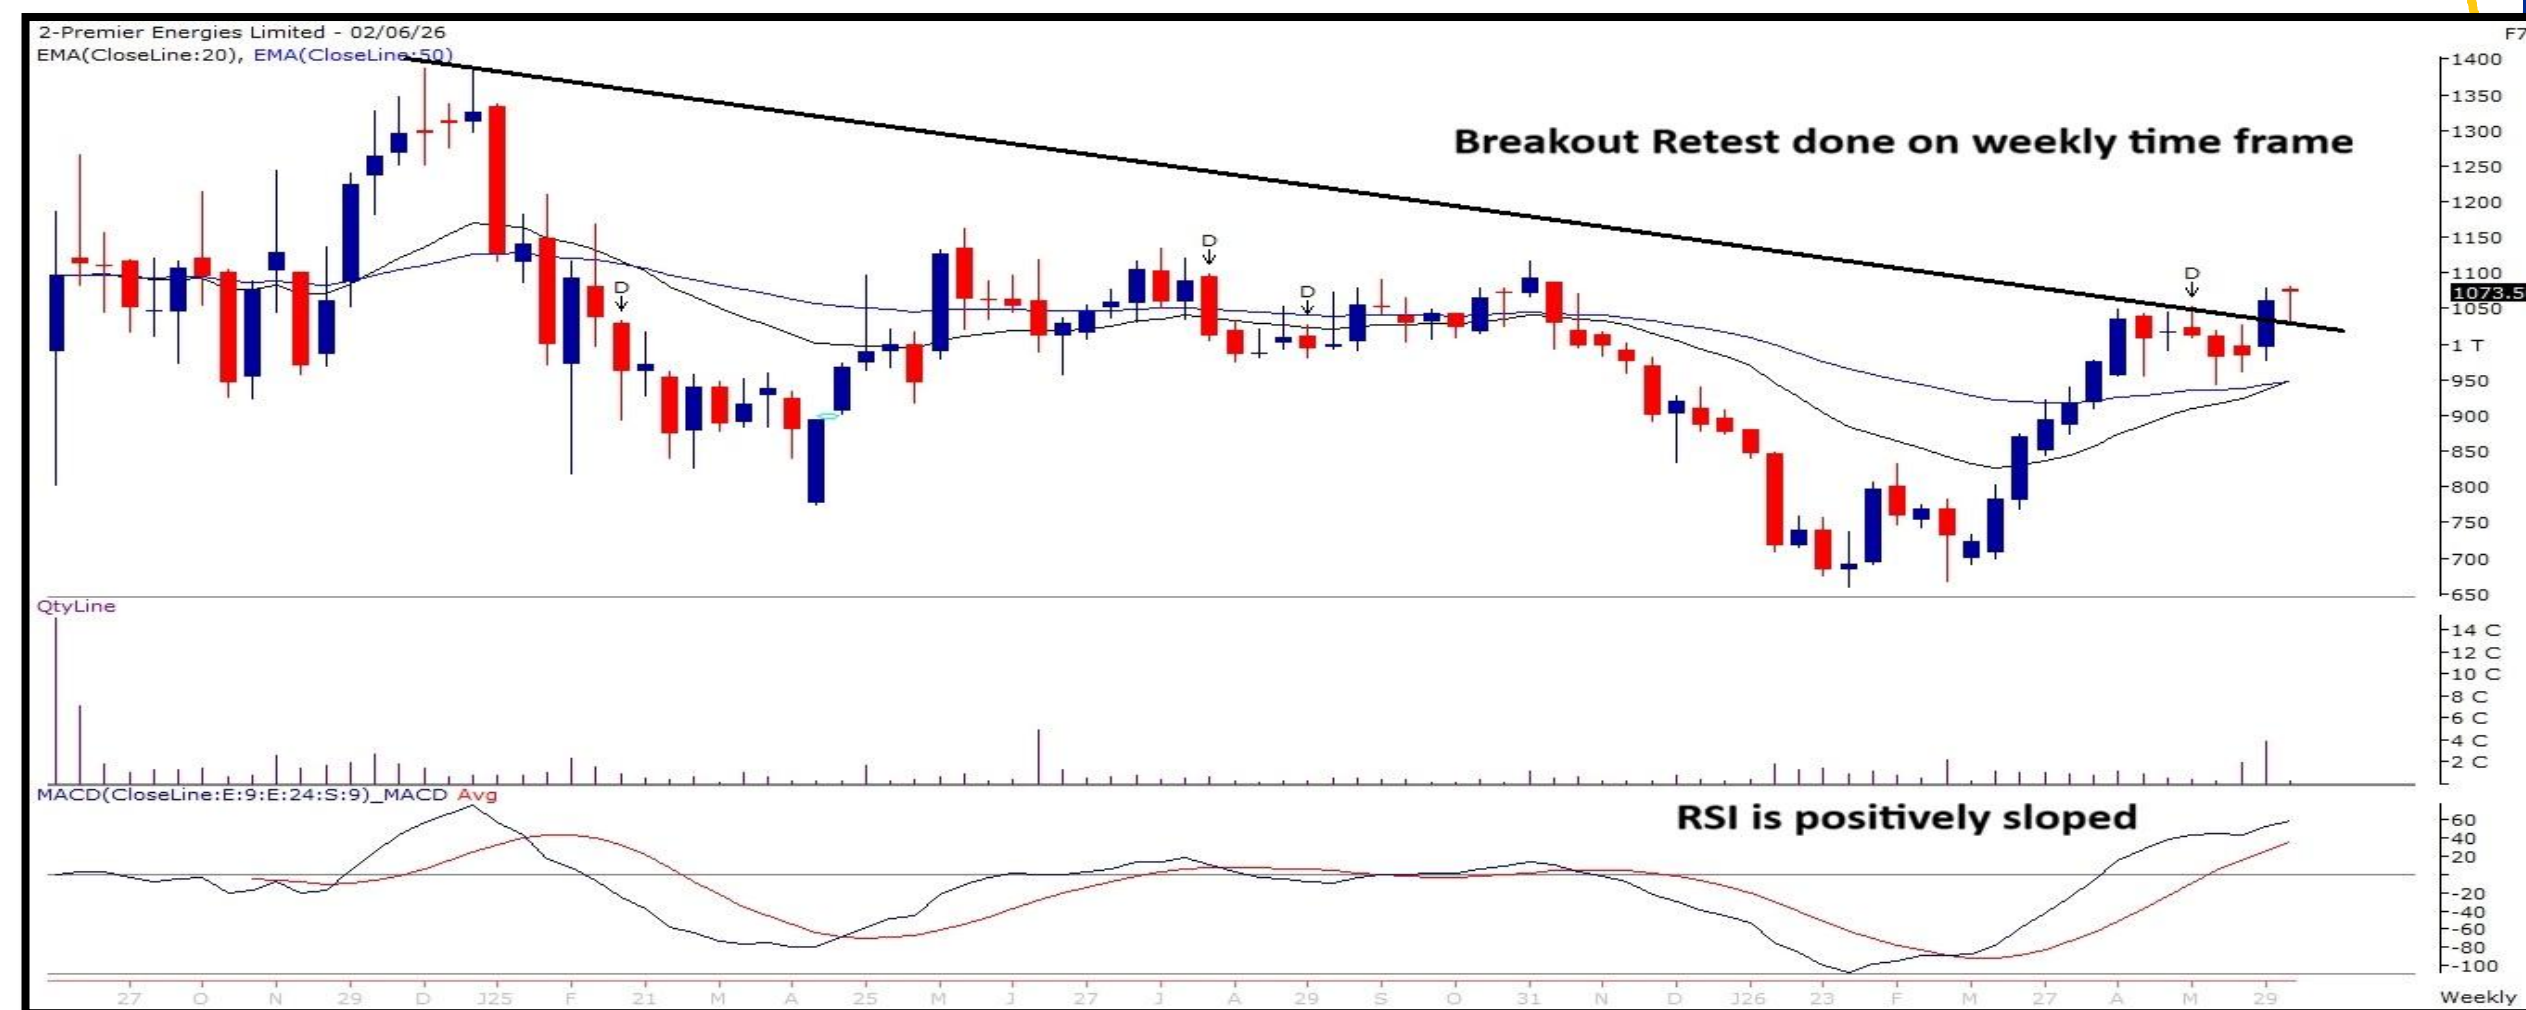 2-Premier Energies Limited - 02/06/26
F7
EMA(CloseLine:20), EMA(CloseLine:50)
1400
1350
Breakout Retest done on weekly time frame
1300
1250
1200
1150
D
D
D
D
1100
1073.5
1050
1 T
950
900
850
800
750
700
650
QtyLine
14 C
12 C
10 C
8 C
6 C
4 C
2 C
MACD(CloseLine:E:9:E:24:S:9)_MACD Avg
RSI is positively sloped
60
40
20
-20
-40
-60
-80
-100
27 O N 29 D J25 F 21 M A 25 M J 27 J A 29 S O 31 N D J26 23 F M 27 A M 29 Weekly